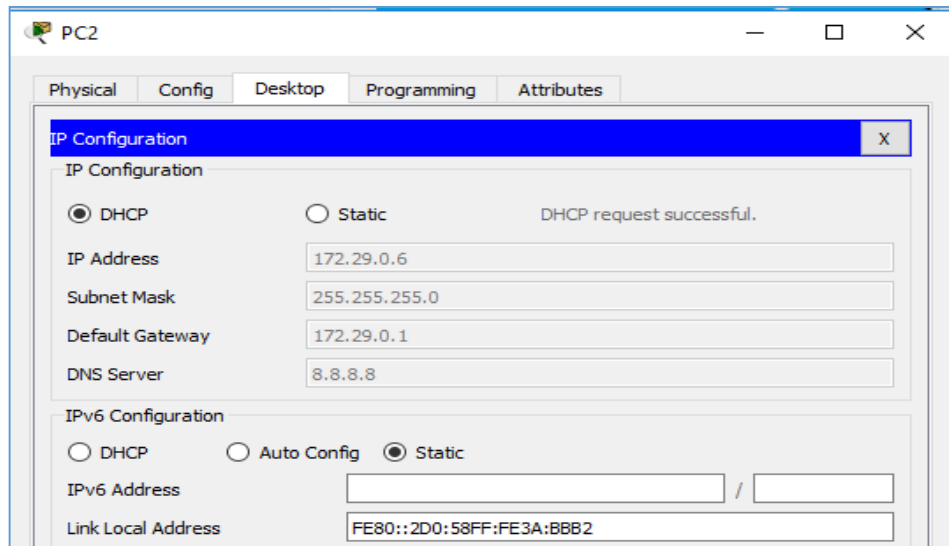 PC2
Physical Config Desktop Programming Attributes
IP Configuration X
IP Configuration
DHCP Static DHCP request successful.
IP Address 172.29.0.6
Subnet Mask 255.255.255.0
Default Gateway 172.29.0.1
DNS Server 8.8.8.8
IPv6 Configuration
DHCP Auto Config Static
IPv6 Address /
Link Local Address FE80::2D0:58FF:FE3A:BBB2